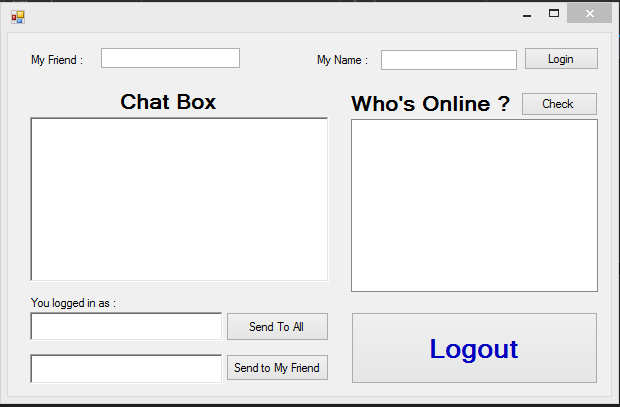 My Friend :
My Name :
Login
Chat Box
Who's Online ?
Check
You logged in as :
Send To All
Send to My Friend
Logout